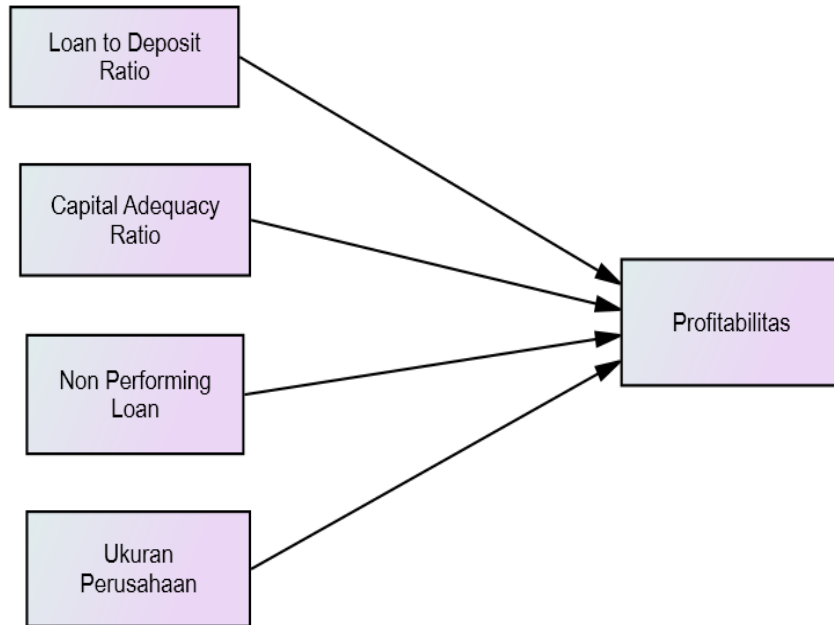 Loan to Deposit
Ratio
Capital Adequacy
Ratio
Profitabilitas
Non Performing
Loan
Ukuran
Perusahaan